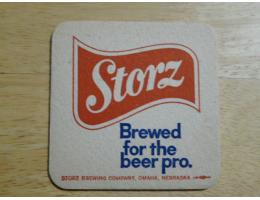 Storz
Brewed
for the
beer pro.
STORZ BREWING COMPANY, OMAHA, NEBRASKA